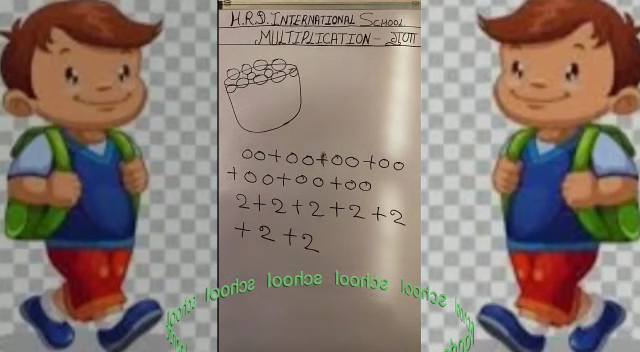 H.R.D. INTERNATIONAL SCHOOL
MULTIPLICATION - गुणा
00+00+00+00
+00+00+00
2+2+2+2+2
+2+2
school school school school school